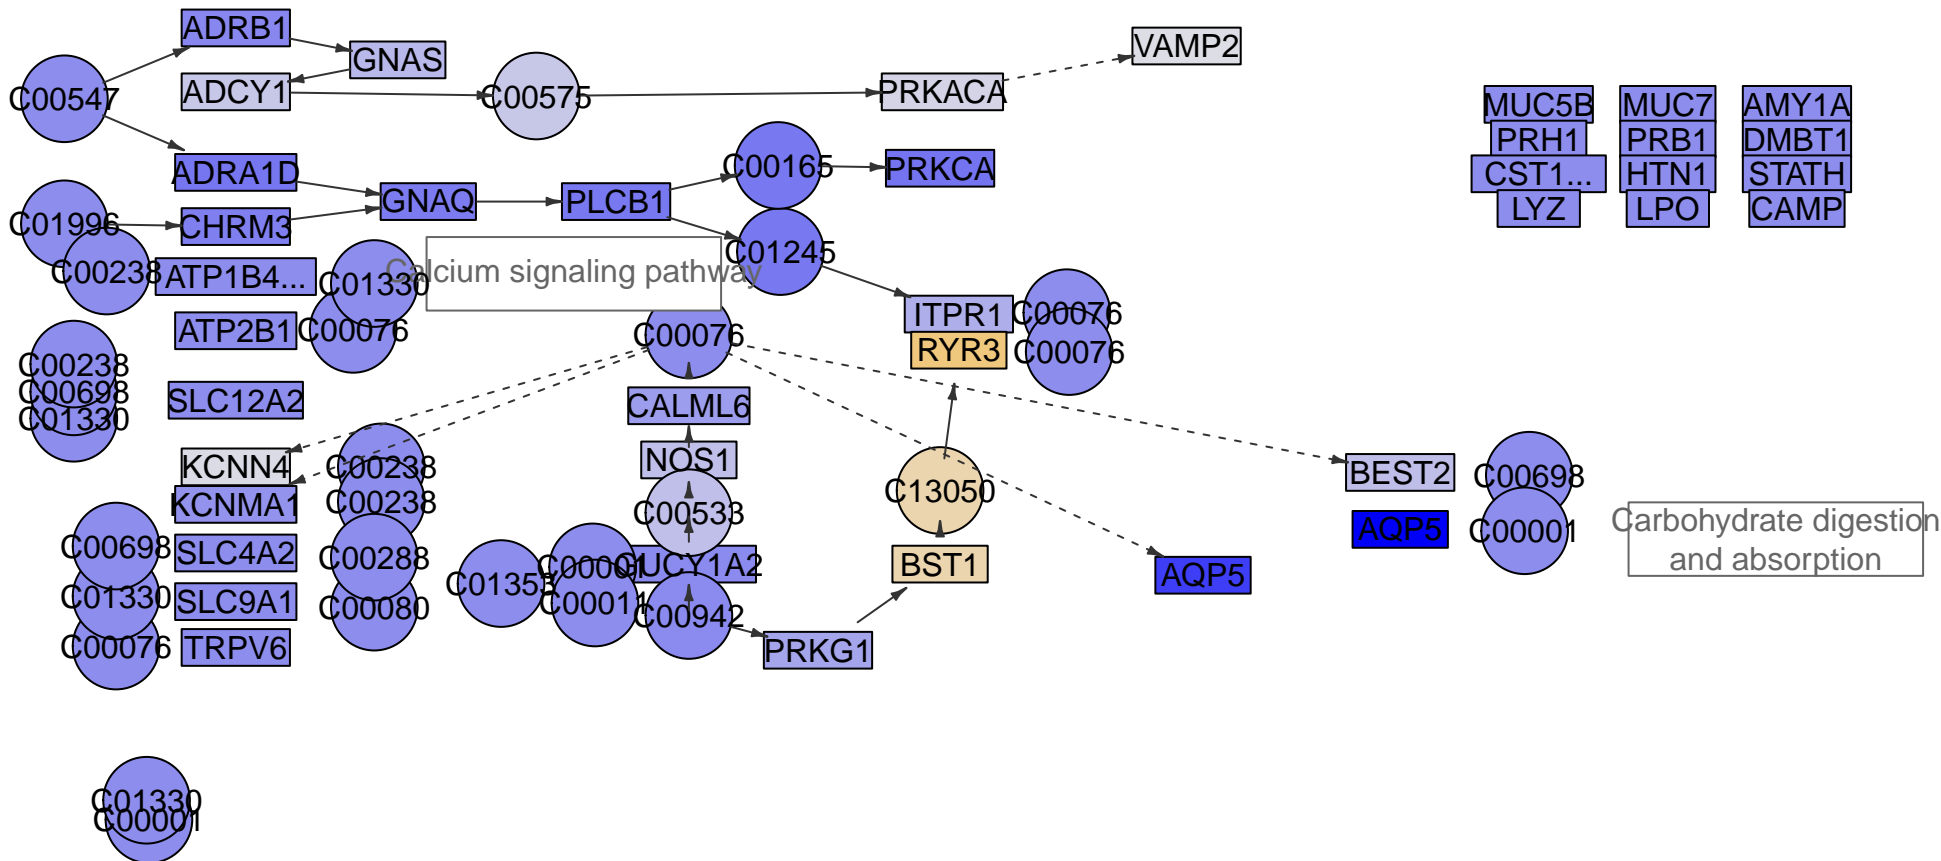 ADRB1
GNAS
VAMP2
C00547
ADCY1
C00575
PRKACA
MUC5B
MUC7
AMY1A
PRH1
PRB1
DMBT1
CST1...
HTN1
STATH
LYZ
LPO
CAMP
ADRA1D
C00165
PRKCA
GNAQ
PLCB1
C01996
CHRM3
C01245
C00238
ATP1B4...
C01330
Calcium signaling pathway
ITPR1
C00076
ATP2B1
C00076
C00076
RYR3
C00076
C00238
C00698
C01330
SLC12A2
CALML6
KCNN4
C00238
NOS1
C13050
BEST2
C00698
KCNMA1
C00238
C00533
AQP5
C00001
Carbohydrate digestion
and absorption
C00698
SLC4A2
C00288
C01353
C00001
GUCY1A2
BST1
AQP5
C01330
SLC9A1
C00080
C00011
C00942
C00076
TRPV6
PRKG1
C01330
C00001